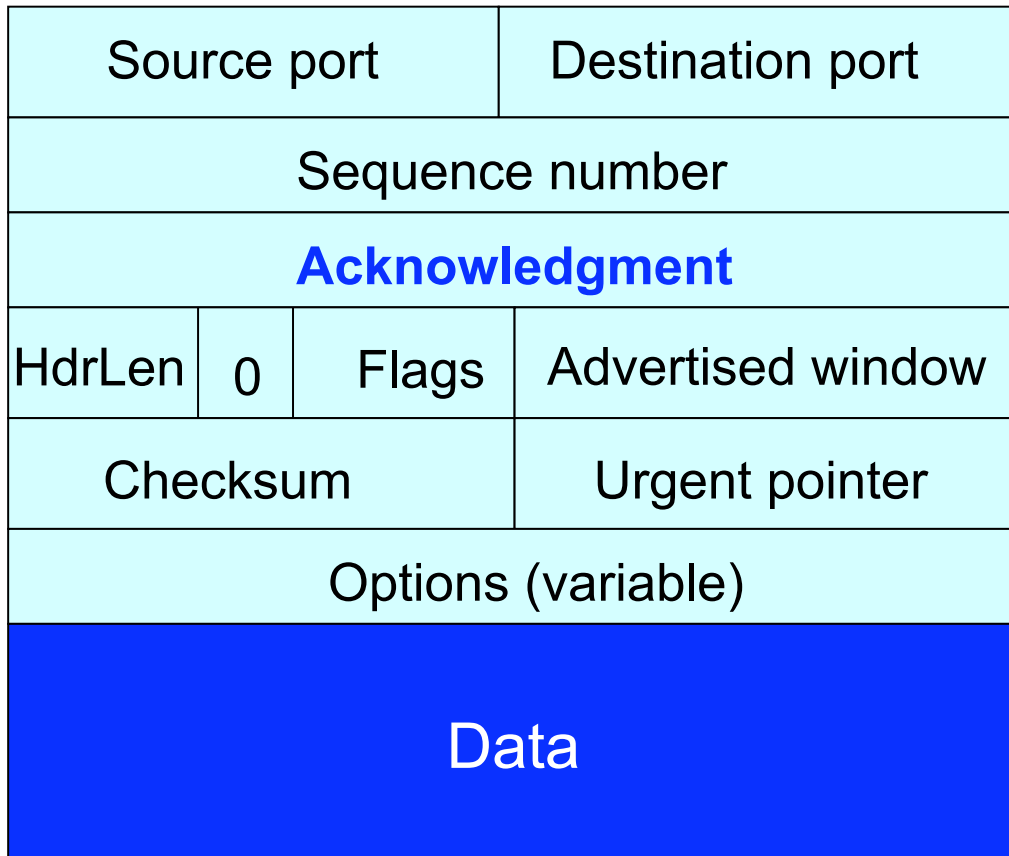 Source port Destination port
Sequence number
Acknowledgment
HdrLen 0 Flags Advertised window
Checksum Urgent pointer
Options (variable)
Data